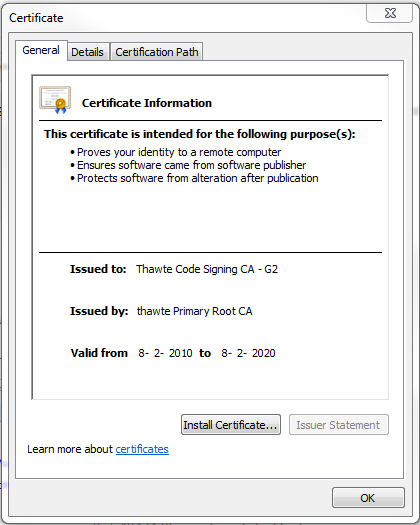 Certificate
General Details Certification Path
Certificate Information
This certificate is intended for the following purpose(s):
• Proves your identity to a remote computer
• Ensures software came from software publisher
• Protects software from alteration after publication
Issued to: Thawte Code Signing CA - G2
Issued by: thawte Primary Root CA
Valid from 8- 2- 2010 to 8- 2- 2020
Install Certificate... Issuer Statement
Learn more about certificates
OK